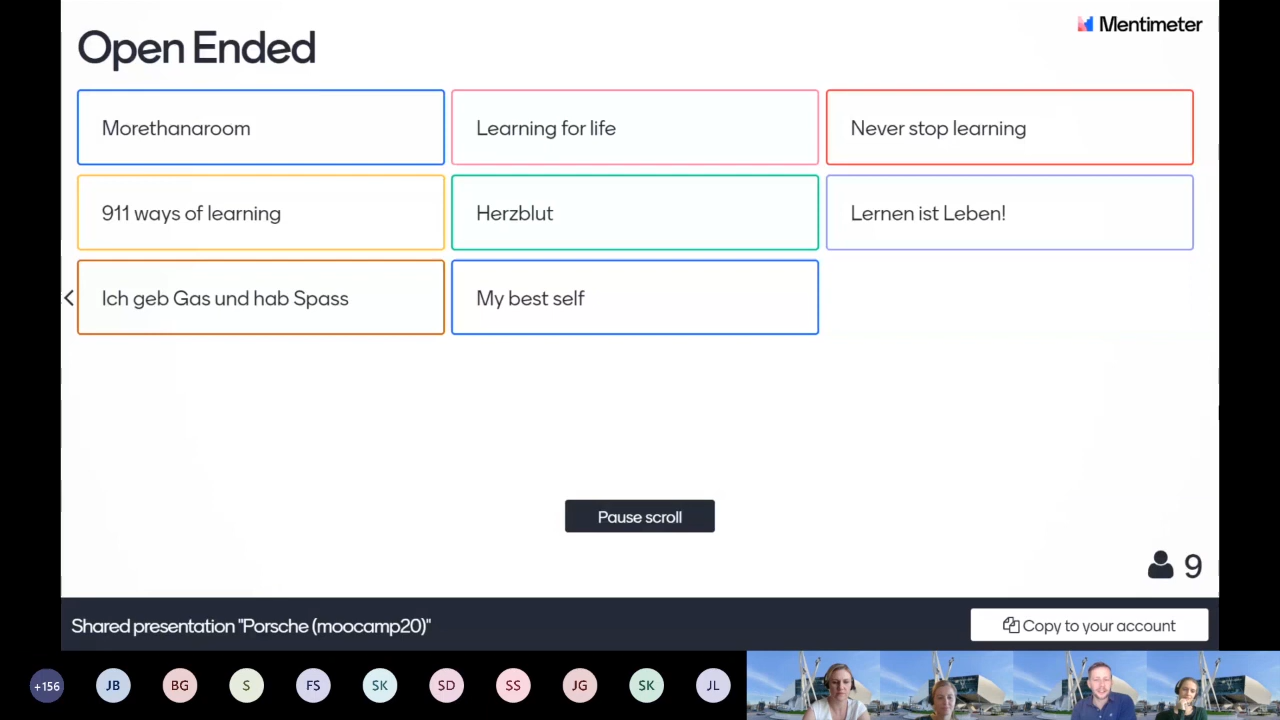 Open Ended
Mentimeter
Morethanaroom
Learning for life
Never stop learning
911 ways of learning
Herzblut
Lernen ist Leben!
Ich geb Gas und hab Spass
My best self
Pause scroll
9
Shared presentation "Porsche (moocamp20)"
Copy to your account
+156
JB
BG
S
FS
SK
SD
SS
JG
SK
JL